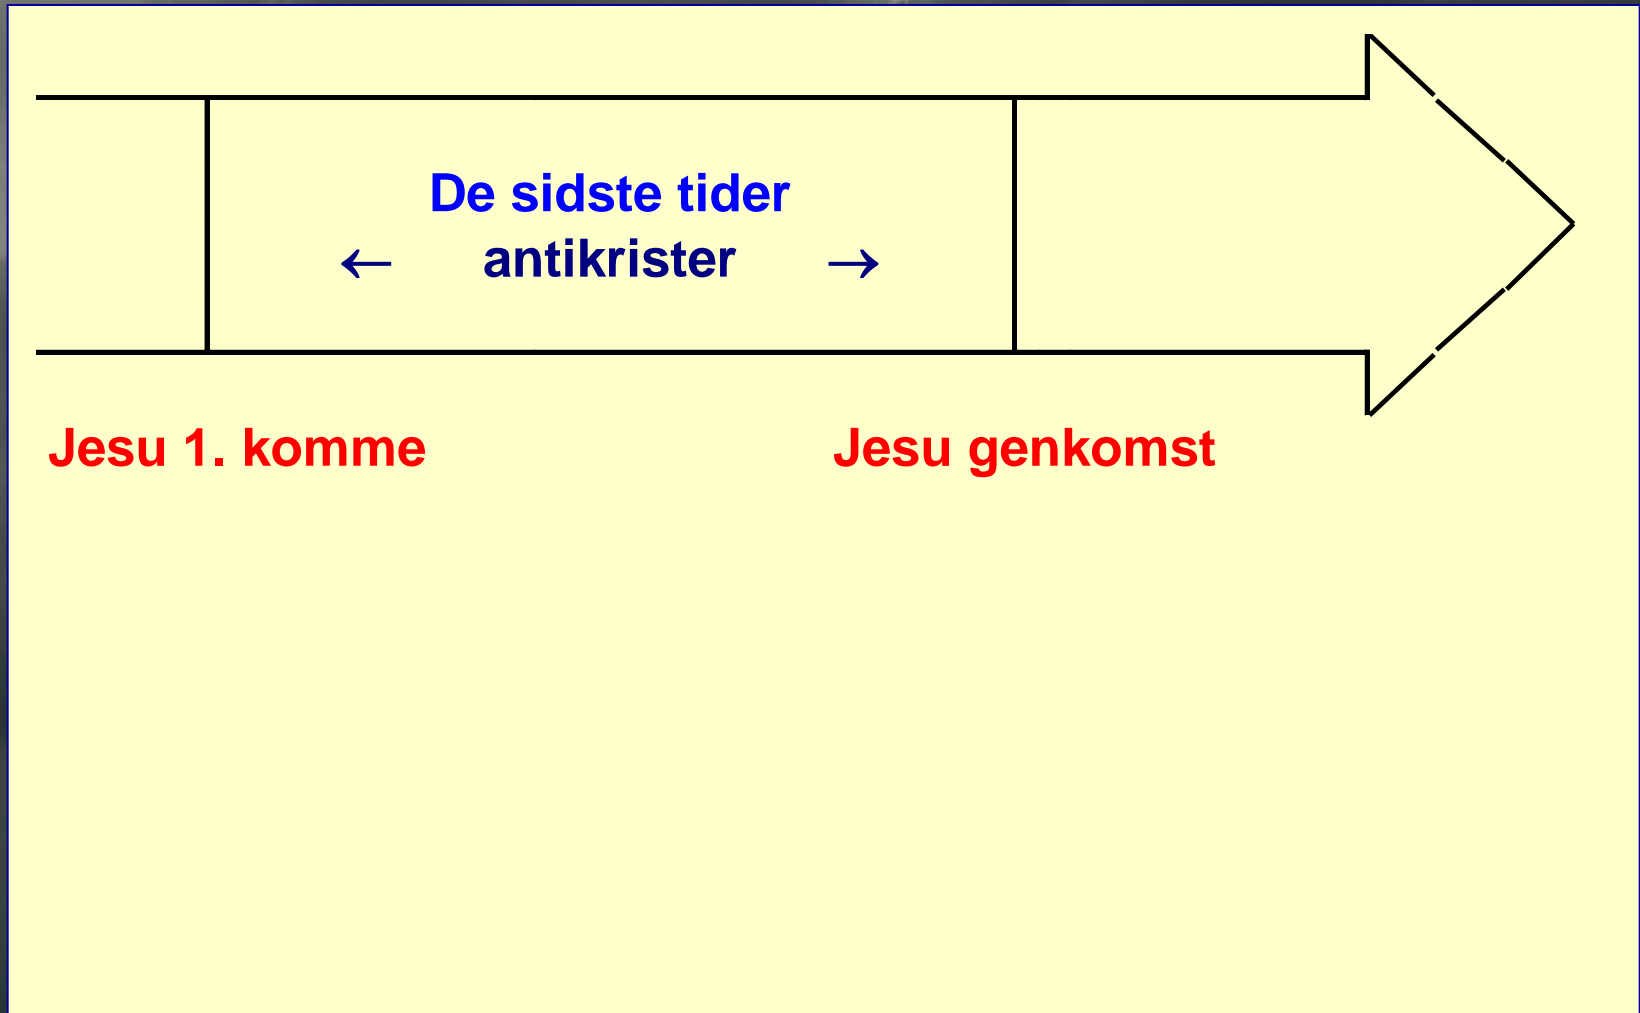 De sidste tider
← antikrister →
Jesu 1. komme
Jesu genkomst